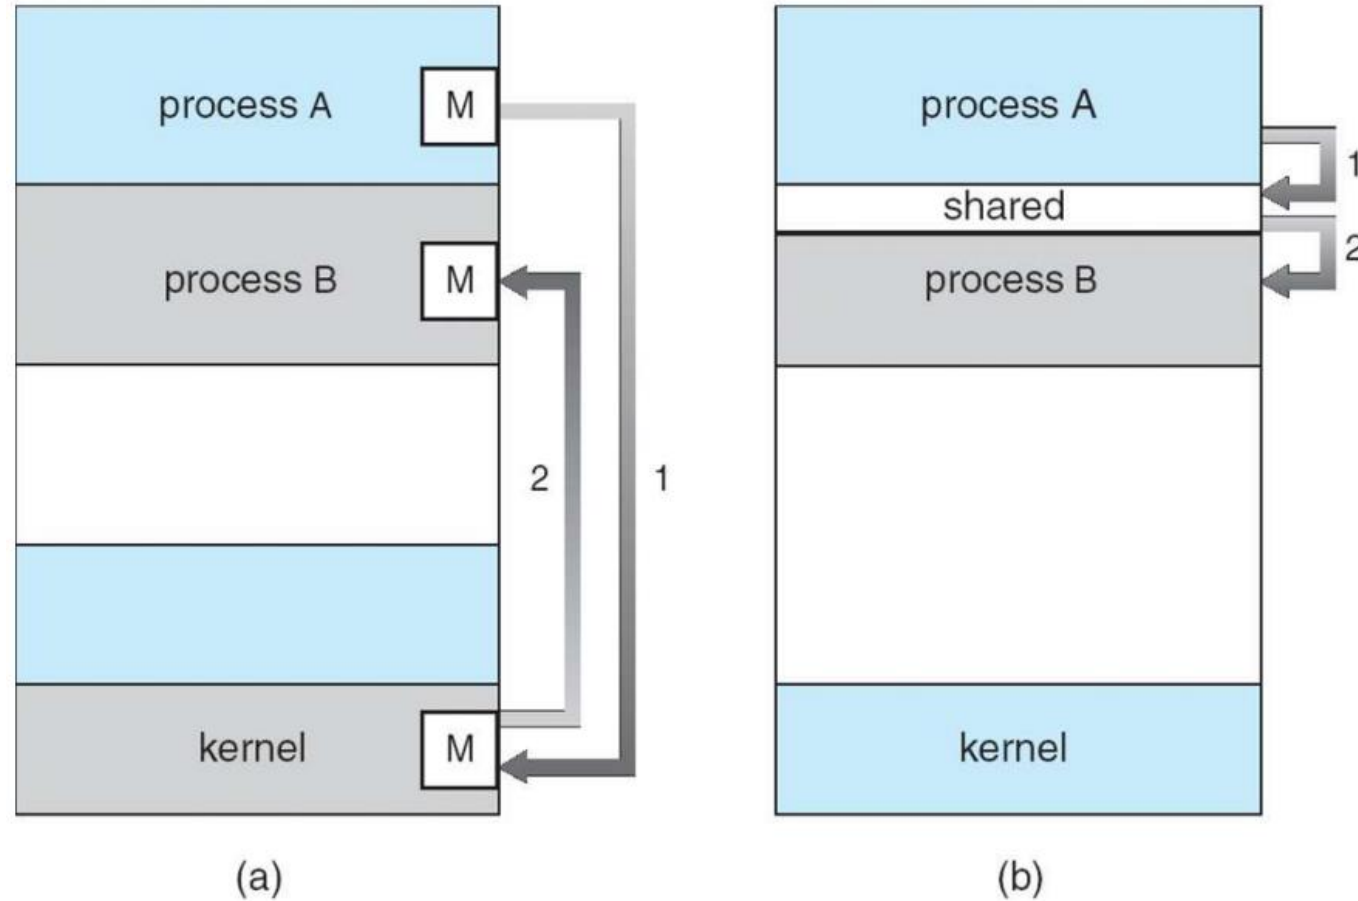 process A
M
process B
M
2
1
kernel
M
(a)
process A
1
shared
2
process B
kernel
(b)